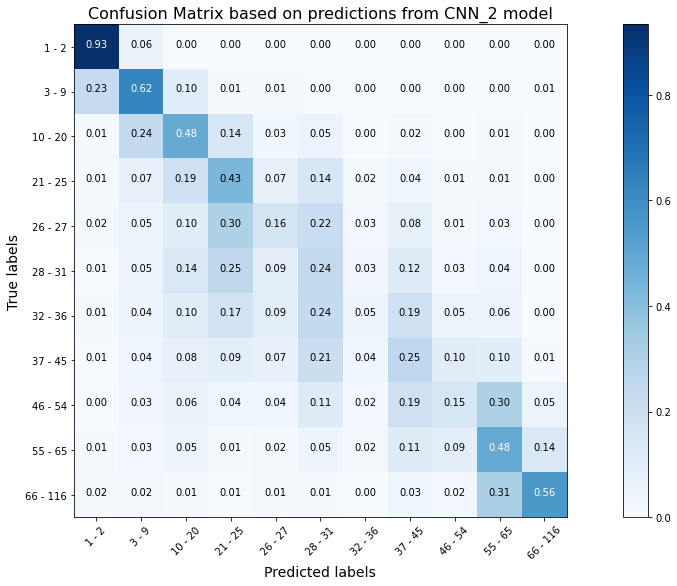 Confusion Matrix based on predictions from CNN_2 model
1 - 2 0.93 0.06 0.00 0.00 0.00 0.00 0.00 0.00 0.00 0.00 0.00
3 - 9 0.23 0.62 0.10 0.01 0.01 0.00 0.00 0.00 0.00 0.00 0.01
10 - 20 0.01 0.24 0.48 0.14 0.03 0.05 0.00 0.02 0.00 0.01 0.00
21 - 25 0.01 0.07 0.19 0.43 0.07 0.14 0.02 0.04 0.01 0.01 0.00
26 - 27 0.02 0.05 0.10 0.30 0.16 0.22 0.03 0.08 0.01 0.03 0.00
28 - 31 0.01 0.05 0.14 0.25 0.09 0.24 0.03 0.12 0.03 0.04 0.00
32 - 36 0.01 0.04 0.10 0.17 0.09 0.24 0.05 0.19 0.05 0.06 0.00
37 - 45 0.01 0.04 0.08 0.09 0.07 0.21 0.04 0.25 0.10 0.10 0.01
46 - 54 0.00 0.03 0.06 0.04 0.04 0.11 0.02 0.19 0.15 0.30 0.05
55 - 65 0.01 0.03 0.05 0.01 0.02 0.05 0.02 0.11 0.09 0.48 0.14
66 - 116 0.02 0.02 0.01 0.01 0.01 0.01 0.00 0.03 0.02 0.31 0.56
1 - 2 3 - 9 10 - 20 21 - 25 26 - 27 28 - 31 32 - 36 37 - 45 46 - 54 55 - 65 66 - 116
True labels
Predicted labels
0.8
0.6
0.4
0.2
0.0